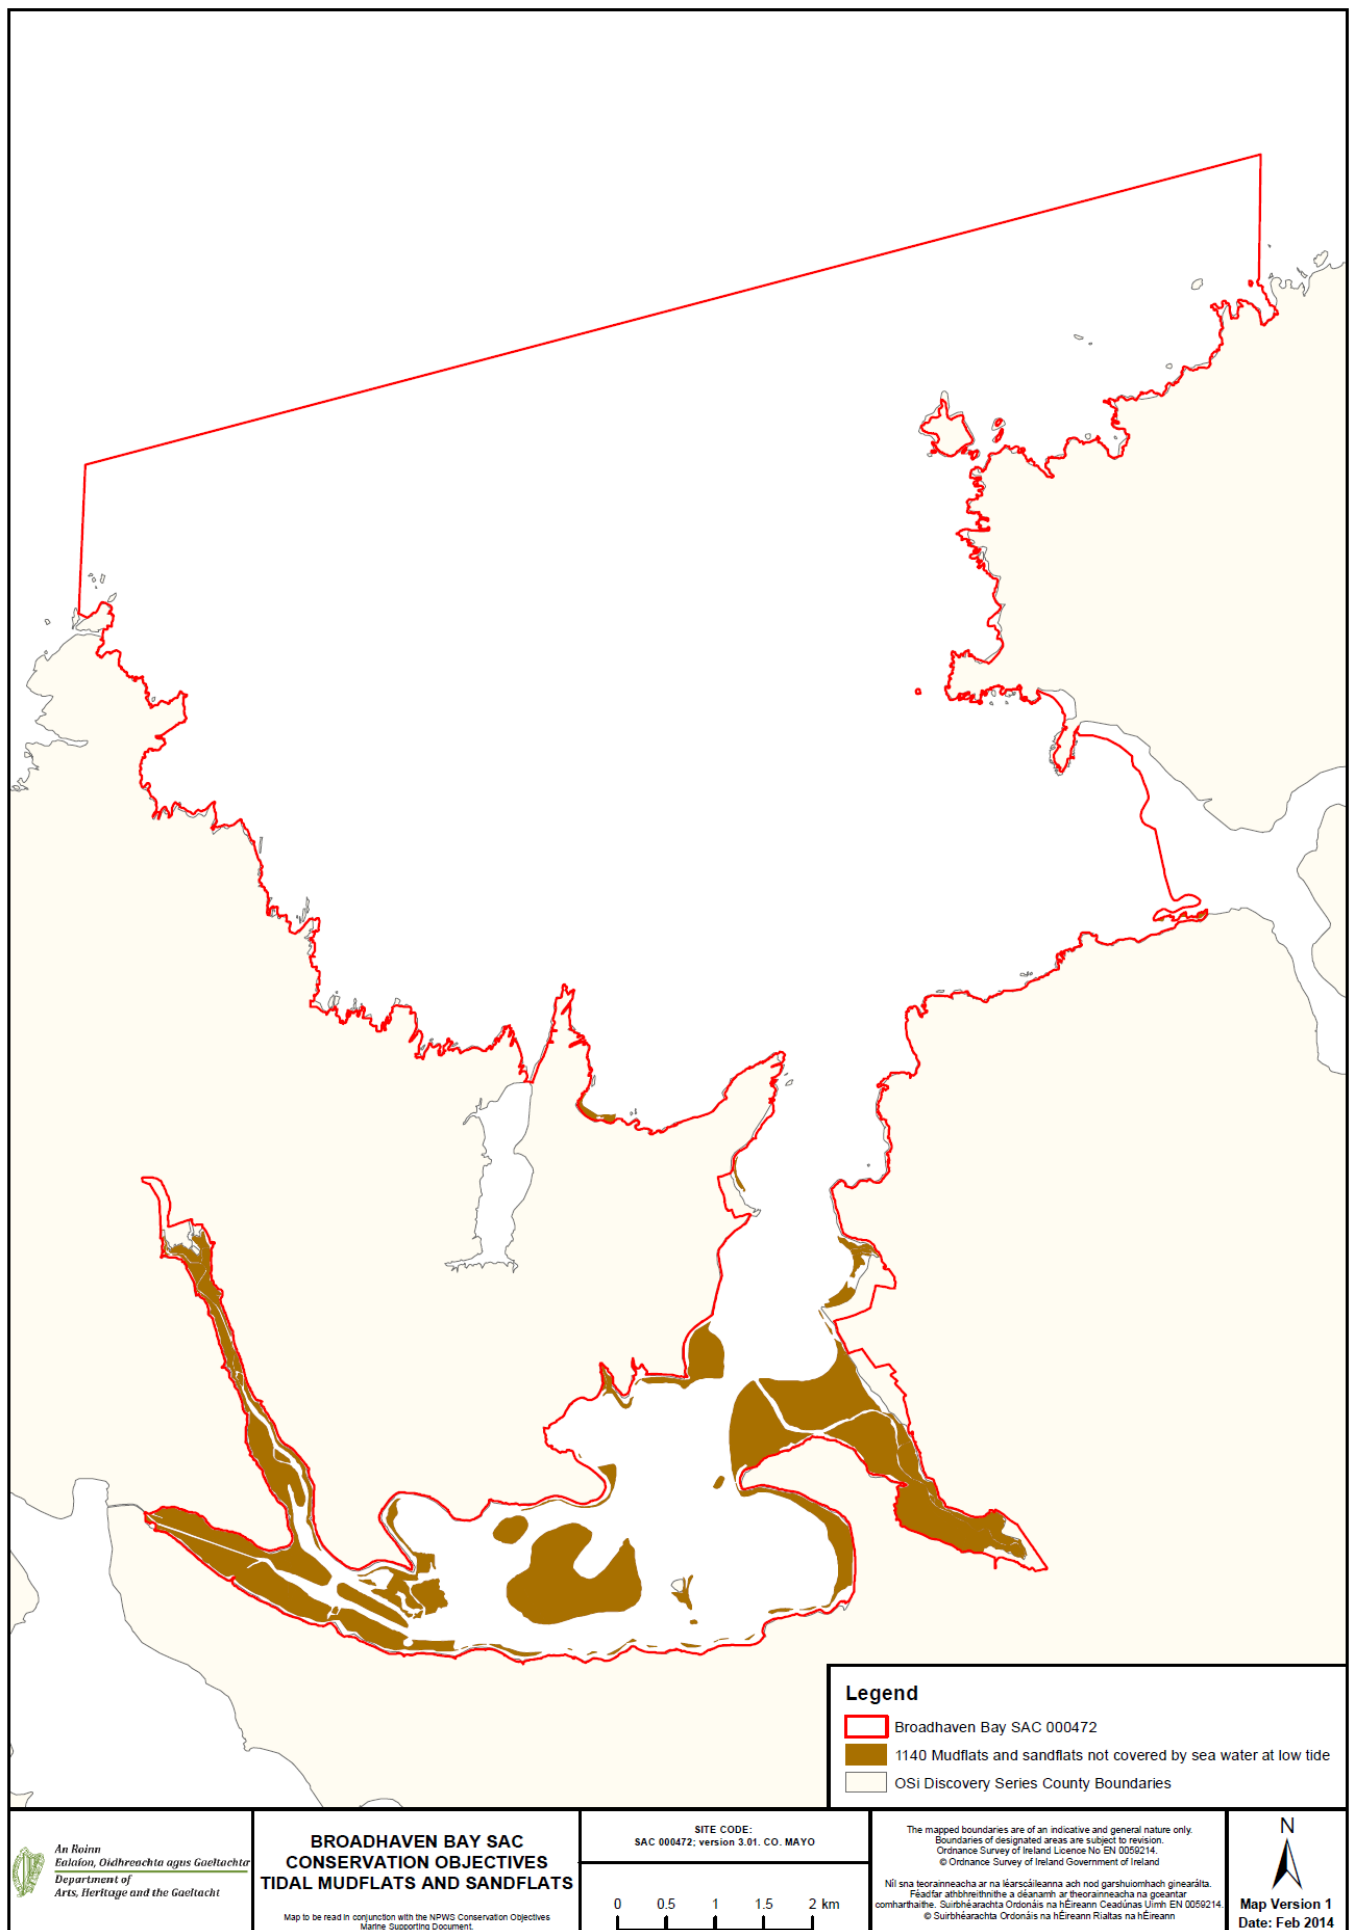 Legend
Broadhaven Bay SAC 000472
1140 Mudflats and sandflats not covered by sea water at low tide
OSi Discovery Series County Boundaries
An Roinn
Ealaíon, Oidhreachta agus Gaeltachta
Department of
Arts, Heritage and the Gaeltacht
BROADHAVEN BAY SAC
CONSERVATION OBJECTIVES
TIDAL MUDFLATS AND SANDFLATS
Map to be read in conjunction with the NPWS Conservation Objectives
Marine Supporting Document.
SITE CODE:
SAC 000472; version 3.01. CO. MAYO
0 0.5 1 1.5 2 km
The mapped boundaries are of an indicative and general nature only.
Boundaries of designated areas are subject to revision.
Ordnance Survey of Ireland Licence No EN 0059214.
© Ordnance Survey of Ireland Government of Ireland
Níl sna teorainneacha ar na léarscáileanna ach nod garshuiomhach ginearálta.
Féadfar athbhreithnithe a déanamh ar theorainneacha na gceantar
comharthaithe. Suirbhéarachta Ordonáis na hÉireann Ceadúnas Uimh EN 0059214.
© Suirbhéarachta Ordonáis na hÉireann Rialtas na hÉireann
N
Map Version 1
Date: Feb 2014